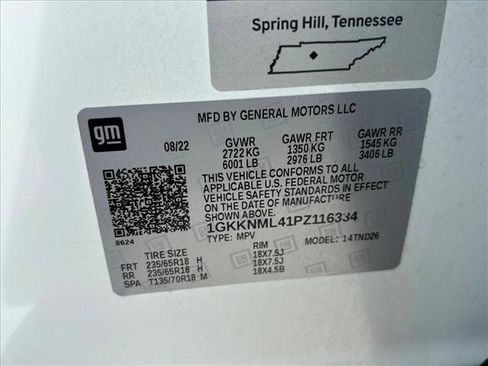 Spring Hill, Tennessee
gm
MFD BY GENERAL MOTORS LLC
08/22 GVWR GAWR FRT GAWR RR
2722 KG 1350 KG 1545 KG
6001 LB 2976 LB 3406 LB
THIS VEHICLE CONFORMS TO ALL
APPLICABLE U.S. FEDERAL MOTOR
VEHICLE SAFETY STANDARDS IN EFFECT
ON THE DATE OF MANUFACTURE
SHOWN ABOVE.
1GKKNML41PZ116334
8624
TYPE: MPV MODEL: 14TND26
TIRE SIZE RIM
FRT 235/65R18 H 18X7.5J
RR 235/65R18 H 18X7.5J
SPA T135/70R18 M 18X4.5B